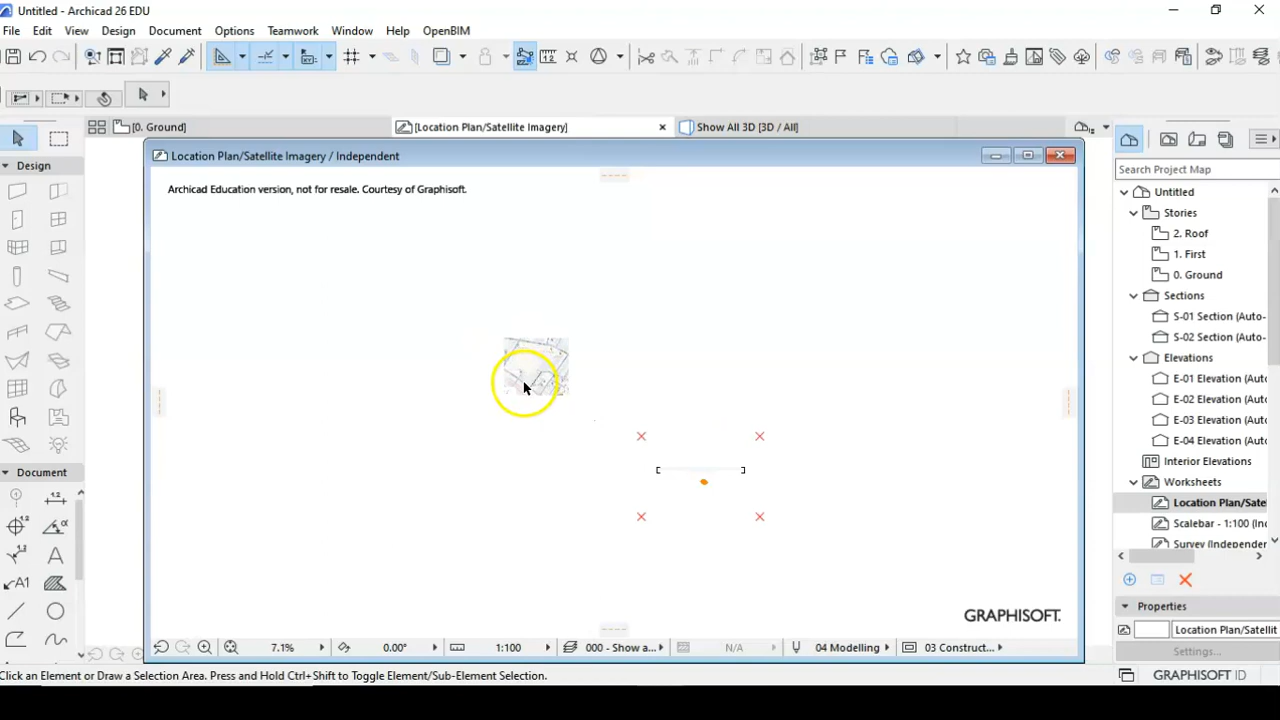 Untitled - Archicad 26 EDU
File Edit View Design Document Options Teamwork Window Help OpenBIM
[0. Ground]
[Location Plan/Satellite Imagery]
Show All 3D [3D / All]
Location Plan/Satellite Imagery / Independent
Archicad Education version, not for resale. Courtesy of Graphisoft.
GRAPHISOFT.
7.1%
0.00°
1:100
000 - Show a...
N/A
04 Modelling
03 Construct...
Design
Document
1.2
A
A1
Search Project Map
Untitled
Stories
2. Roof
1. First
0. Ground
Sections
S-01 Section (Auto-
S-02 Section (Auto-
Elevations
E-01 Elevation (Aut
E-02 Elevation (Aut
E-03 Elevation (Aut
E-04 Elevation (Aut
Interior Elevations
Worksheets
Location Plan/Sate
Scalebar - 1:100 (In
Survey (Independer
Properties
Location Plan/Satellit
Settings...
Click an Element or Draw a Selection Area. Press and Hold Ctrl+Shift to Toggle Element/Sub-Element Selection.
GRAPHISOFT ID